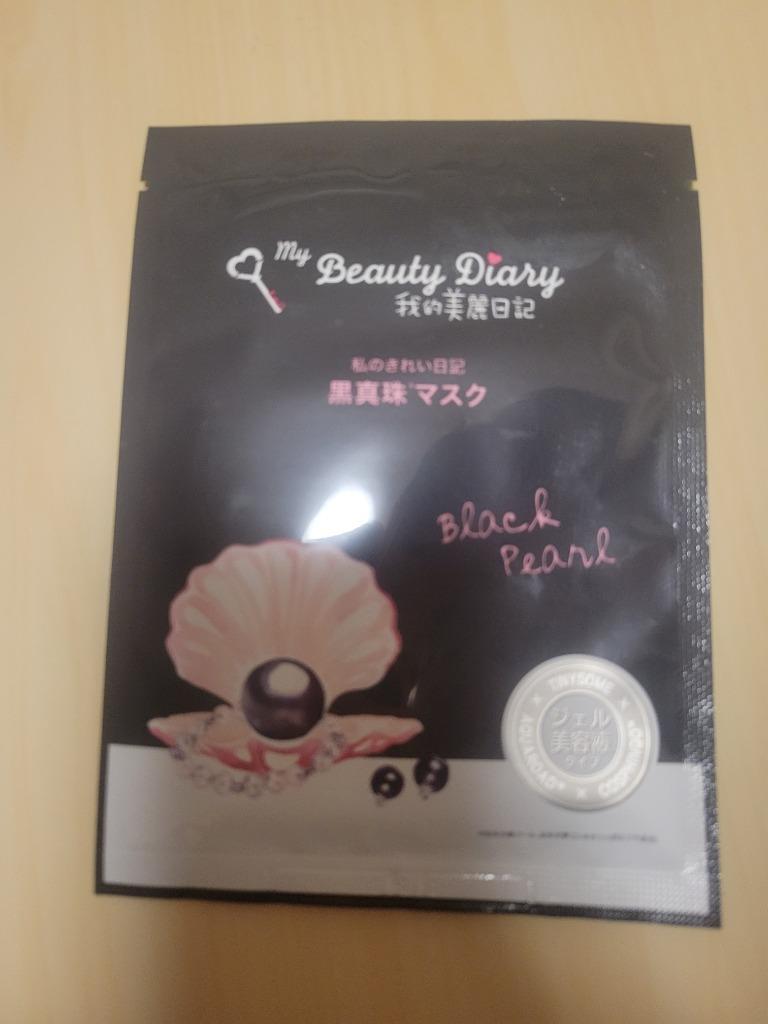 My Beauty Diary
我的美麗日記
私のきれい日記
黒真珠*マスク
Black
Pearl
TINYSOME
ジェル
美容液
タイプ